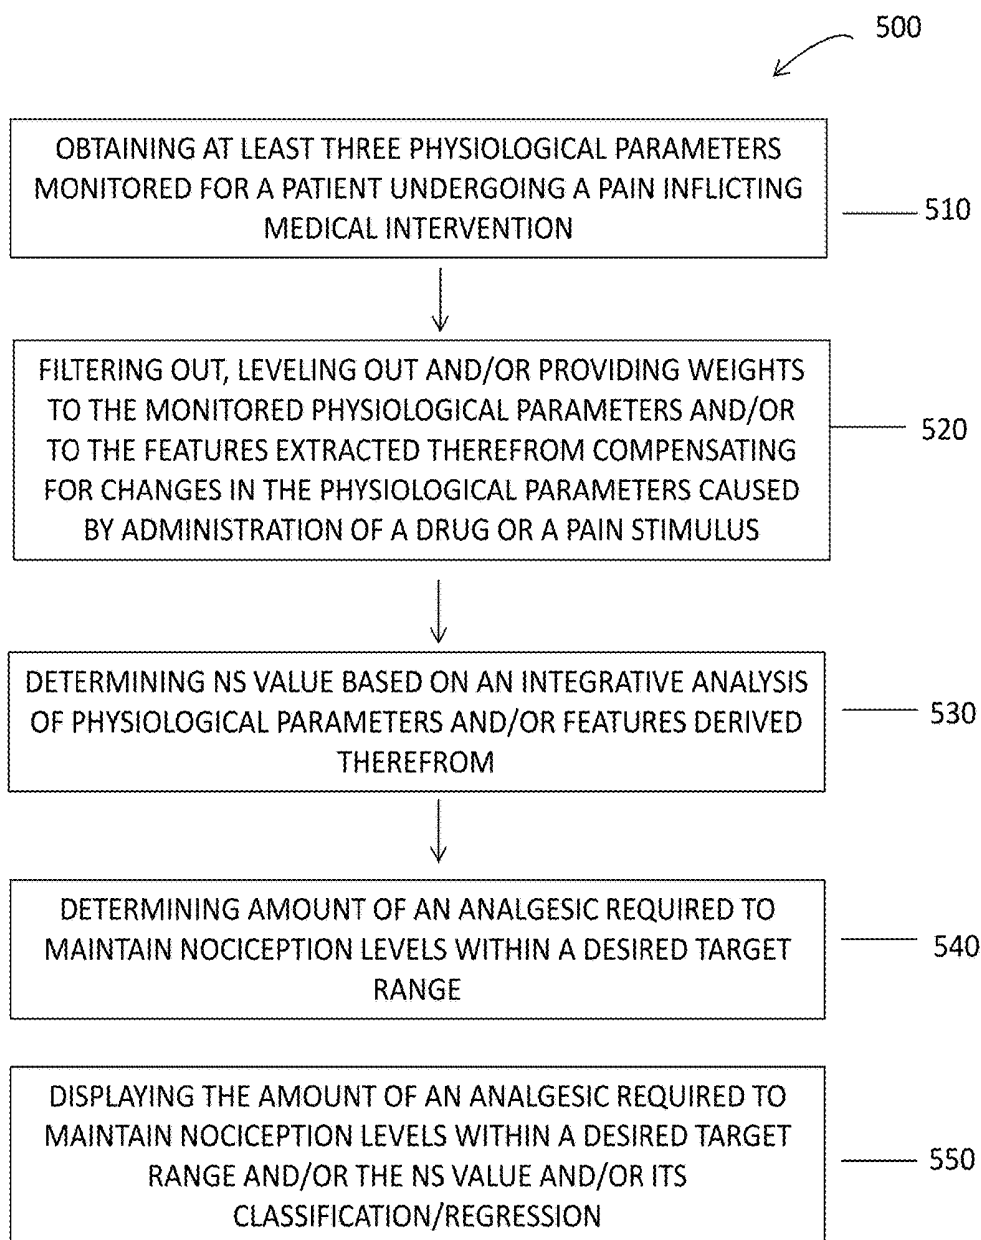 500
OBTAINING AT LEAST THREE PHYSIOLOGICAL PARAMETERS
MONITORED FOR A PATIENT UNDERGOING A PAIN INFLICTING
MEDICAL INTERVENTION
510
FILTERING OUT, LEVELING OUT AND/OR PROVIDING WEIGHTS
TO THE MONITORED PHYSIOLOGICAL PARAMETERS AND/OR
TO THE FEATURES EXTRACTED THEREFROM COMPENSATING
FOR CHANGES IN THE PHYSIOLOGICAL PARAMETERS CAUSED
BY ADMINISTRATION OF A DRUG OR A PAIN STIMULUS
520
DETERMINING NS VALUE BASED ON AN INTEGRATIVE ANALYSIS
OF PHYSIOLOGICAL PARAMETERS AND/OR FEATURES DERIVED
THEREFROM
530
DETERMINING AMOUNT OF AN ANALGESIC REQUIRED TO
MAINTAIN NOCICEPTION LEVELS WITHIN A DESIRED TARGET
RANGE
540
DISPLAYING THE AMOUNT OF AN ANALGESIC REQUIRED TO
MAINTAIN NOCICEPTION LEVELS WITHIN A DESIRED TARGET
RANGE AND/OR THE NS VALUE AND/OR ITS
CLASSIFICATION/REGRESSION
550